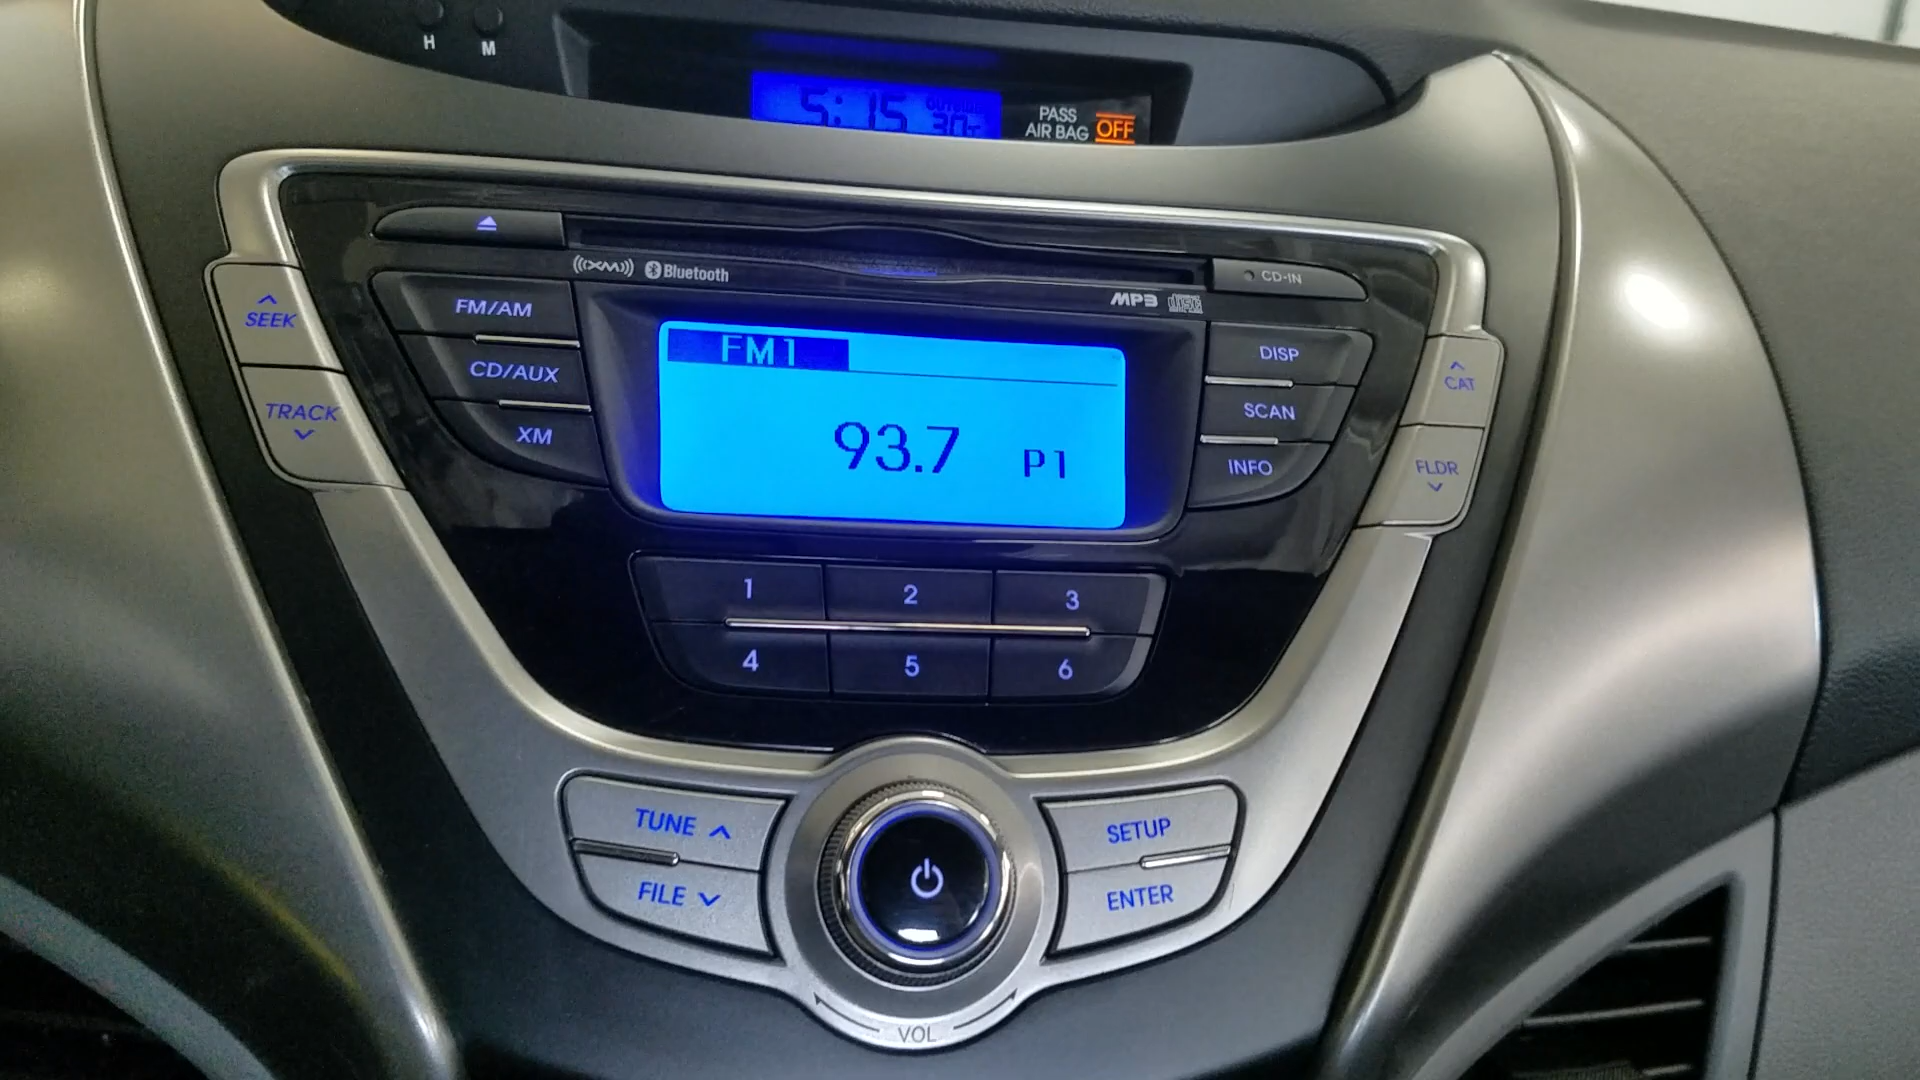 H M
5:15 OUTSIDE
30°F
PASS
AIR BAG OFF
XM Bluetooth
CD-IN
MP3
SEEK
TRACK
FM/AM
CD/AUX
XM
FM1
93.7 P1
DISP
SCAN
INFO
CAT
FLDR
1 2 3
4 5 6
TUNE
FILE
SETUP
ENTER
VOL